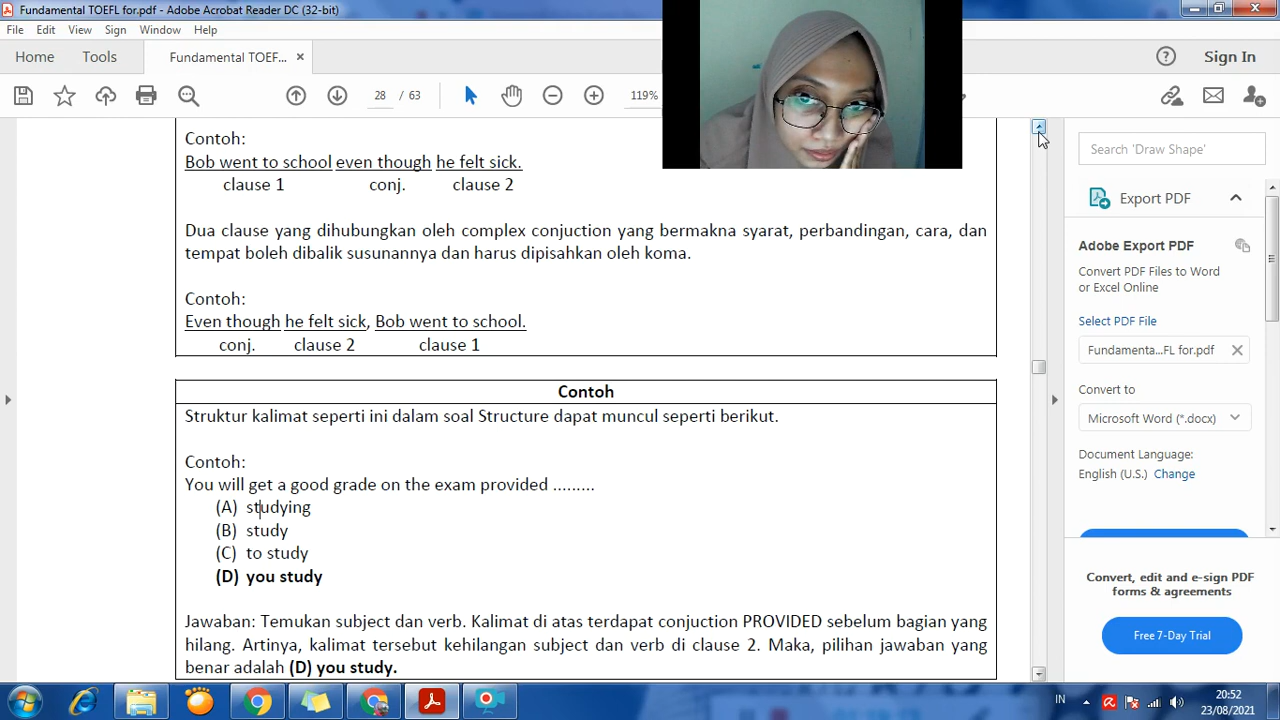 Fundamental TOEFL for.pdf - Adobe Acrobat Reader DC (32-bit)
File Edit View Sign Window Help
Home Tools Fundamental TOEF... × Sign In
28 / 63 119%
Contoh:
Bob went to school even though he felt sick.
clause 1 conj. clause 2
Dua clause yang dihubungkan oleh complex conjuction yang bermakna syarat, perbandingan, cara, dan
tempat boleh dibalik susunannya dan harus dipisahkan oleh koma.
Contoh:
Even though he felt sick, Bob went to school.
conj. clause 2 clause 1
Contoh
Struktur kalimat seperti ini dalam soal Structure dapat muncul seperti berikut.
Contoh:
You will get a good grade on the exam provided .........
(A) studying
(B) study
(C) to study
(D) you study
Jawaban: Temukan subject dan verb. Kalimat di atas terdapat conjuction PROVIDED sebelum bagian yang
hilang. Artinya, kalimat tersebut kehilangan subject dan verb di clause 2. Maka, pilihan jawaban yang
benar adalah (D) you study.
Search 'Draw Shape'
Export PDF
Adobe Export PDF
Convert PDF Files to Word
or Excel Online
Select PDF File
Fundamenta...FL for.pdf
Convert to
Microsoft Word (*.docx)
Document Language:
English (U.S.) Change
Convert, edit and e-sign PDF
forms & agreements
Free 7-Day Trial
IN
20:52
23/08/2021